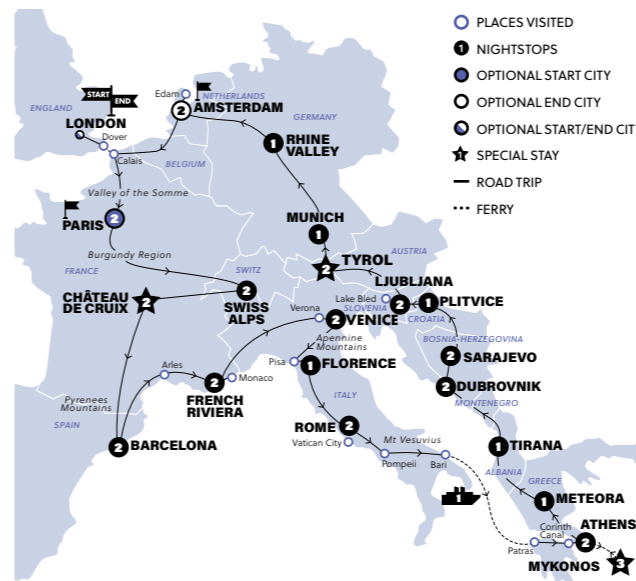 PLACES VISITED
1 NIGHTSTOPS
OPTIONAL START CITY
OPTIONAL END CITY
OPTIONAL START/END CIT
1 SPECIAL STAY
ROAD TRIP
FERRY
START
END
ENGLAND
LONDON
Dover
Calais
Edam
NETHERLANDS
2 AMSTERDAM
GERMANY
1 RHINE
VALLEY
BELGIUM
Valley of the Somme
PARIS 2
Burgundy Region
MUNICH 1
AUSTRIA
TYROL
2
FRANCE
SWITZ
2
SWISS
ALPS
CHÂTEAU
DE CRUIX
2
LJUBLJANA
2
Lake Bled
SLOVENIA
1 PLITVICE
CROATIA
Verona
2
VENICE
BOSNIA-HERZEGOVINA
2 SARAJEVO
Apennine
Mountains
Pisa
1 FLORENCE
2 DUBROVNIK
MONTENEGRO
Arles
2
Monaco
FRENCH
RIVIERA
ITALY
Pyrenees
Mountains
SPAIN
2 BARCELONA
ROME 2
Vatican City
Mt Vesuvius
Pompeii
Bari
1 TIRANA
ALBANIA
GREECE
1
1 METEORA
Corinth
Canal
ATHENS
2
Patras
MYKONOS 3